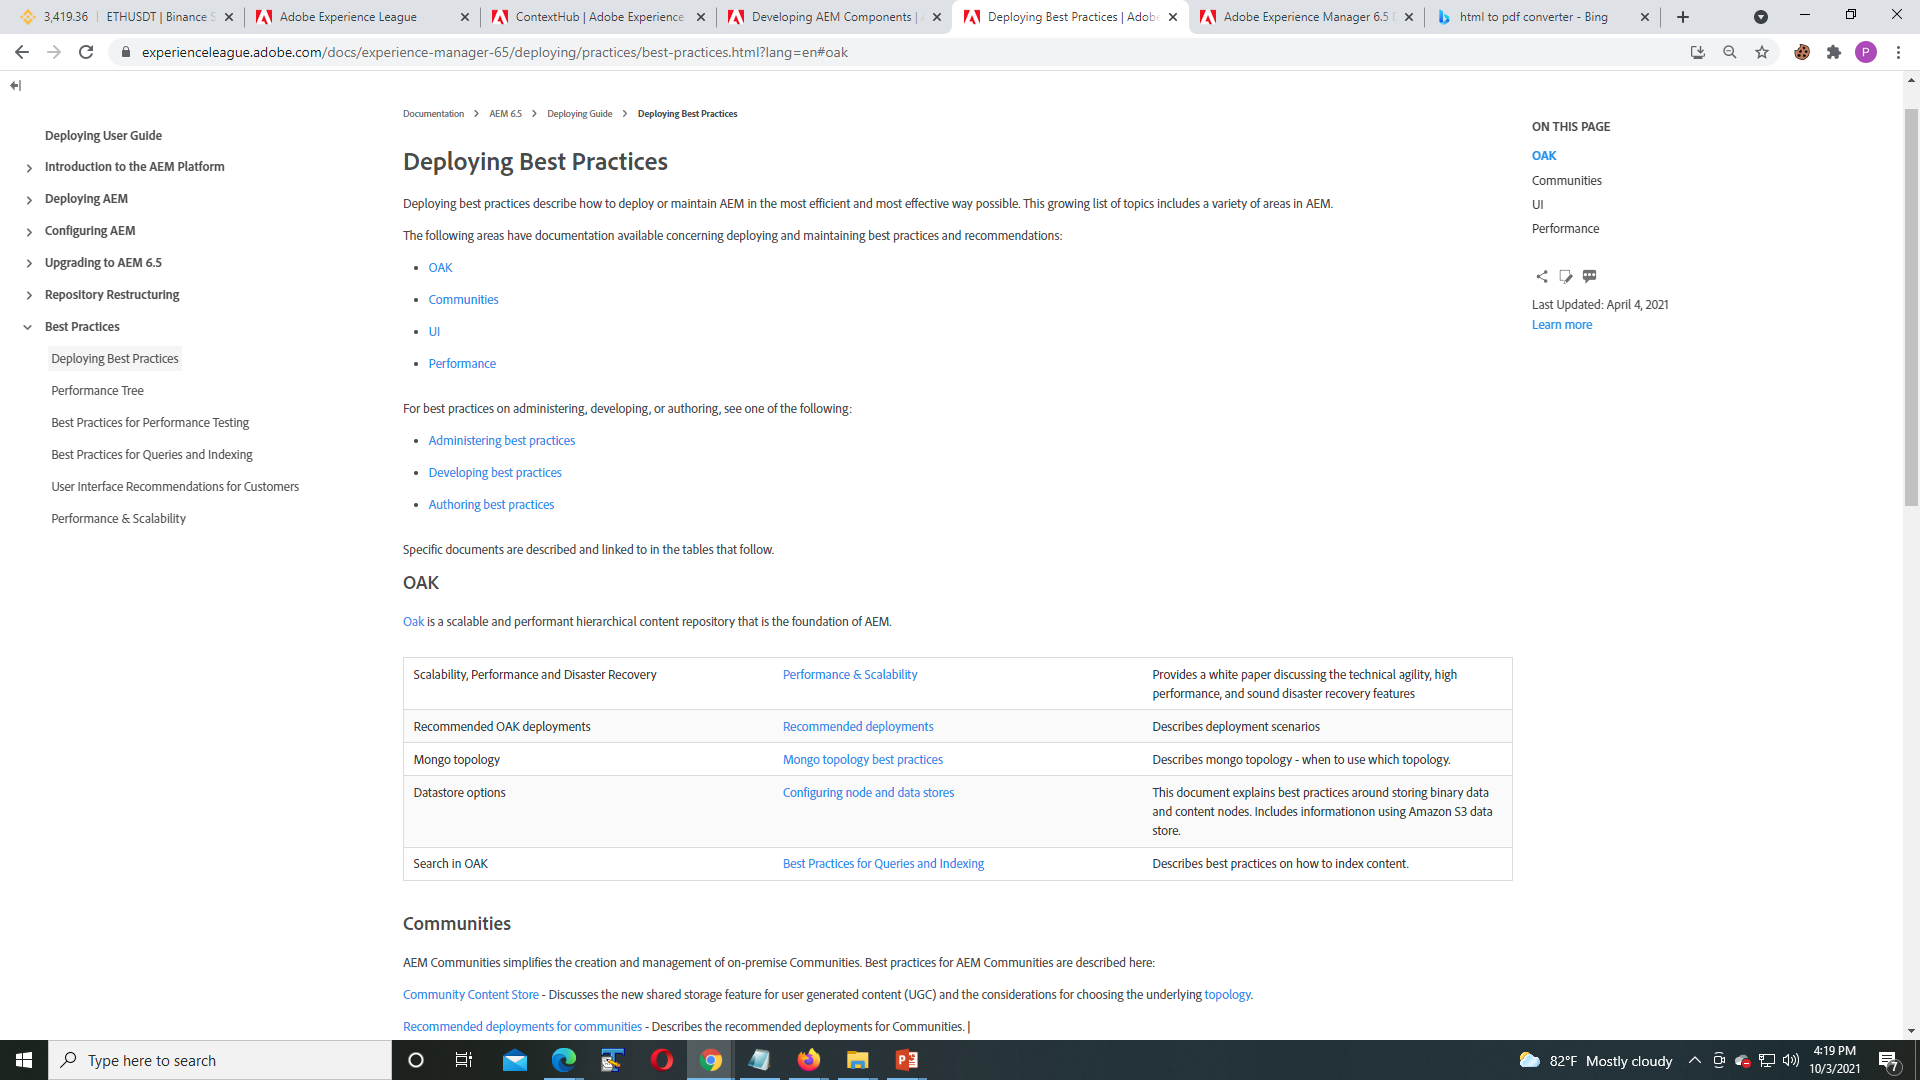 3,419.36 | ETHUSDT | Binance S
Adobe Experience League
ContextHub | Adobe Experience
Developing AEM Components | A
Deploying Best Practices | Adobe
Adobe Experience Manager 6.5 D
html to pdf converter - Bing
experienceleague.adobe.com/docs/experience-manager-65/deploying/practices/best-practices.html?lang=en#oak
P
Deploying User Guide
Introduction to the AEM Platform
Deploying AEM
Configuring AEM
Upgrading to AEM 6.5
Repository Restructuring
Best Practices
Deploying Best Practices
Performance Tree
Best Practices for Performance Testing
Best Practices for Queries and Indexing
User Interface Recommendations for Customers
Performance & Scalability
Documentation > AEM 6.5 > Deploying Guide > Deploying Best Practices
Deploying Best Practices
Deploying best practices describe how to deploy or maintain AEM in the most efficient and most effective way possible. This growing list of topics includes a variety of areas in AEM.
The following areas have documentation available concerning deploying and maintaining best practices and recommendations:
• OAK
• Communities
• UI
• Performance
For best practices on administering, developing, or authoring, see one of the following:
• Administering best practices
• Developing best practices
• Authoring best practices
Specific documents are described and linked to in the tables that follow.
OAK
Oak is a scalable and performant hierarchical content repository that is the foundation of AEM.
Scalability, Performance and Disaster Recovery
Performance & Scalability
Provides a white paper discussing the technical agility, high
performance, and sound disaster recovery features
Recommended OAK deployments
Recommended deployments
Describes deployment scenarios
Mongo topology
Mongo topology best practices
Describes mongo topology - when to use which topology.
Datastore options
Configuring node and data stores
This document explains best practices around storing binary data
and content nodes. Includes informationon using Amazon S3 data
store.
Search in OAK
Best Practices for Queries and Indexing
Describes best practices on how to index content.
Communities
AEM Communities simplifies the creation and management of on-premise Communities. Best practices for AEM Communities are described here:
Community Content Store - Discusses the new shared storage feature for user generated content (UGC) and the considerations for choosing the underlying topology.
Recommended deployments for communities - Describes the recommended deployments for Communities. |
ON THIS PAGE
OAK
Communities
UI
Performance
Last Updated: April 4, 2021
Learn more
Type here to search
82°F Mostly cloudy
4:19 PM
10/3/2021
7